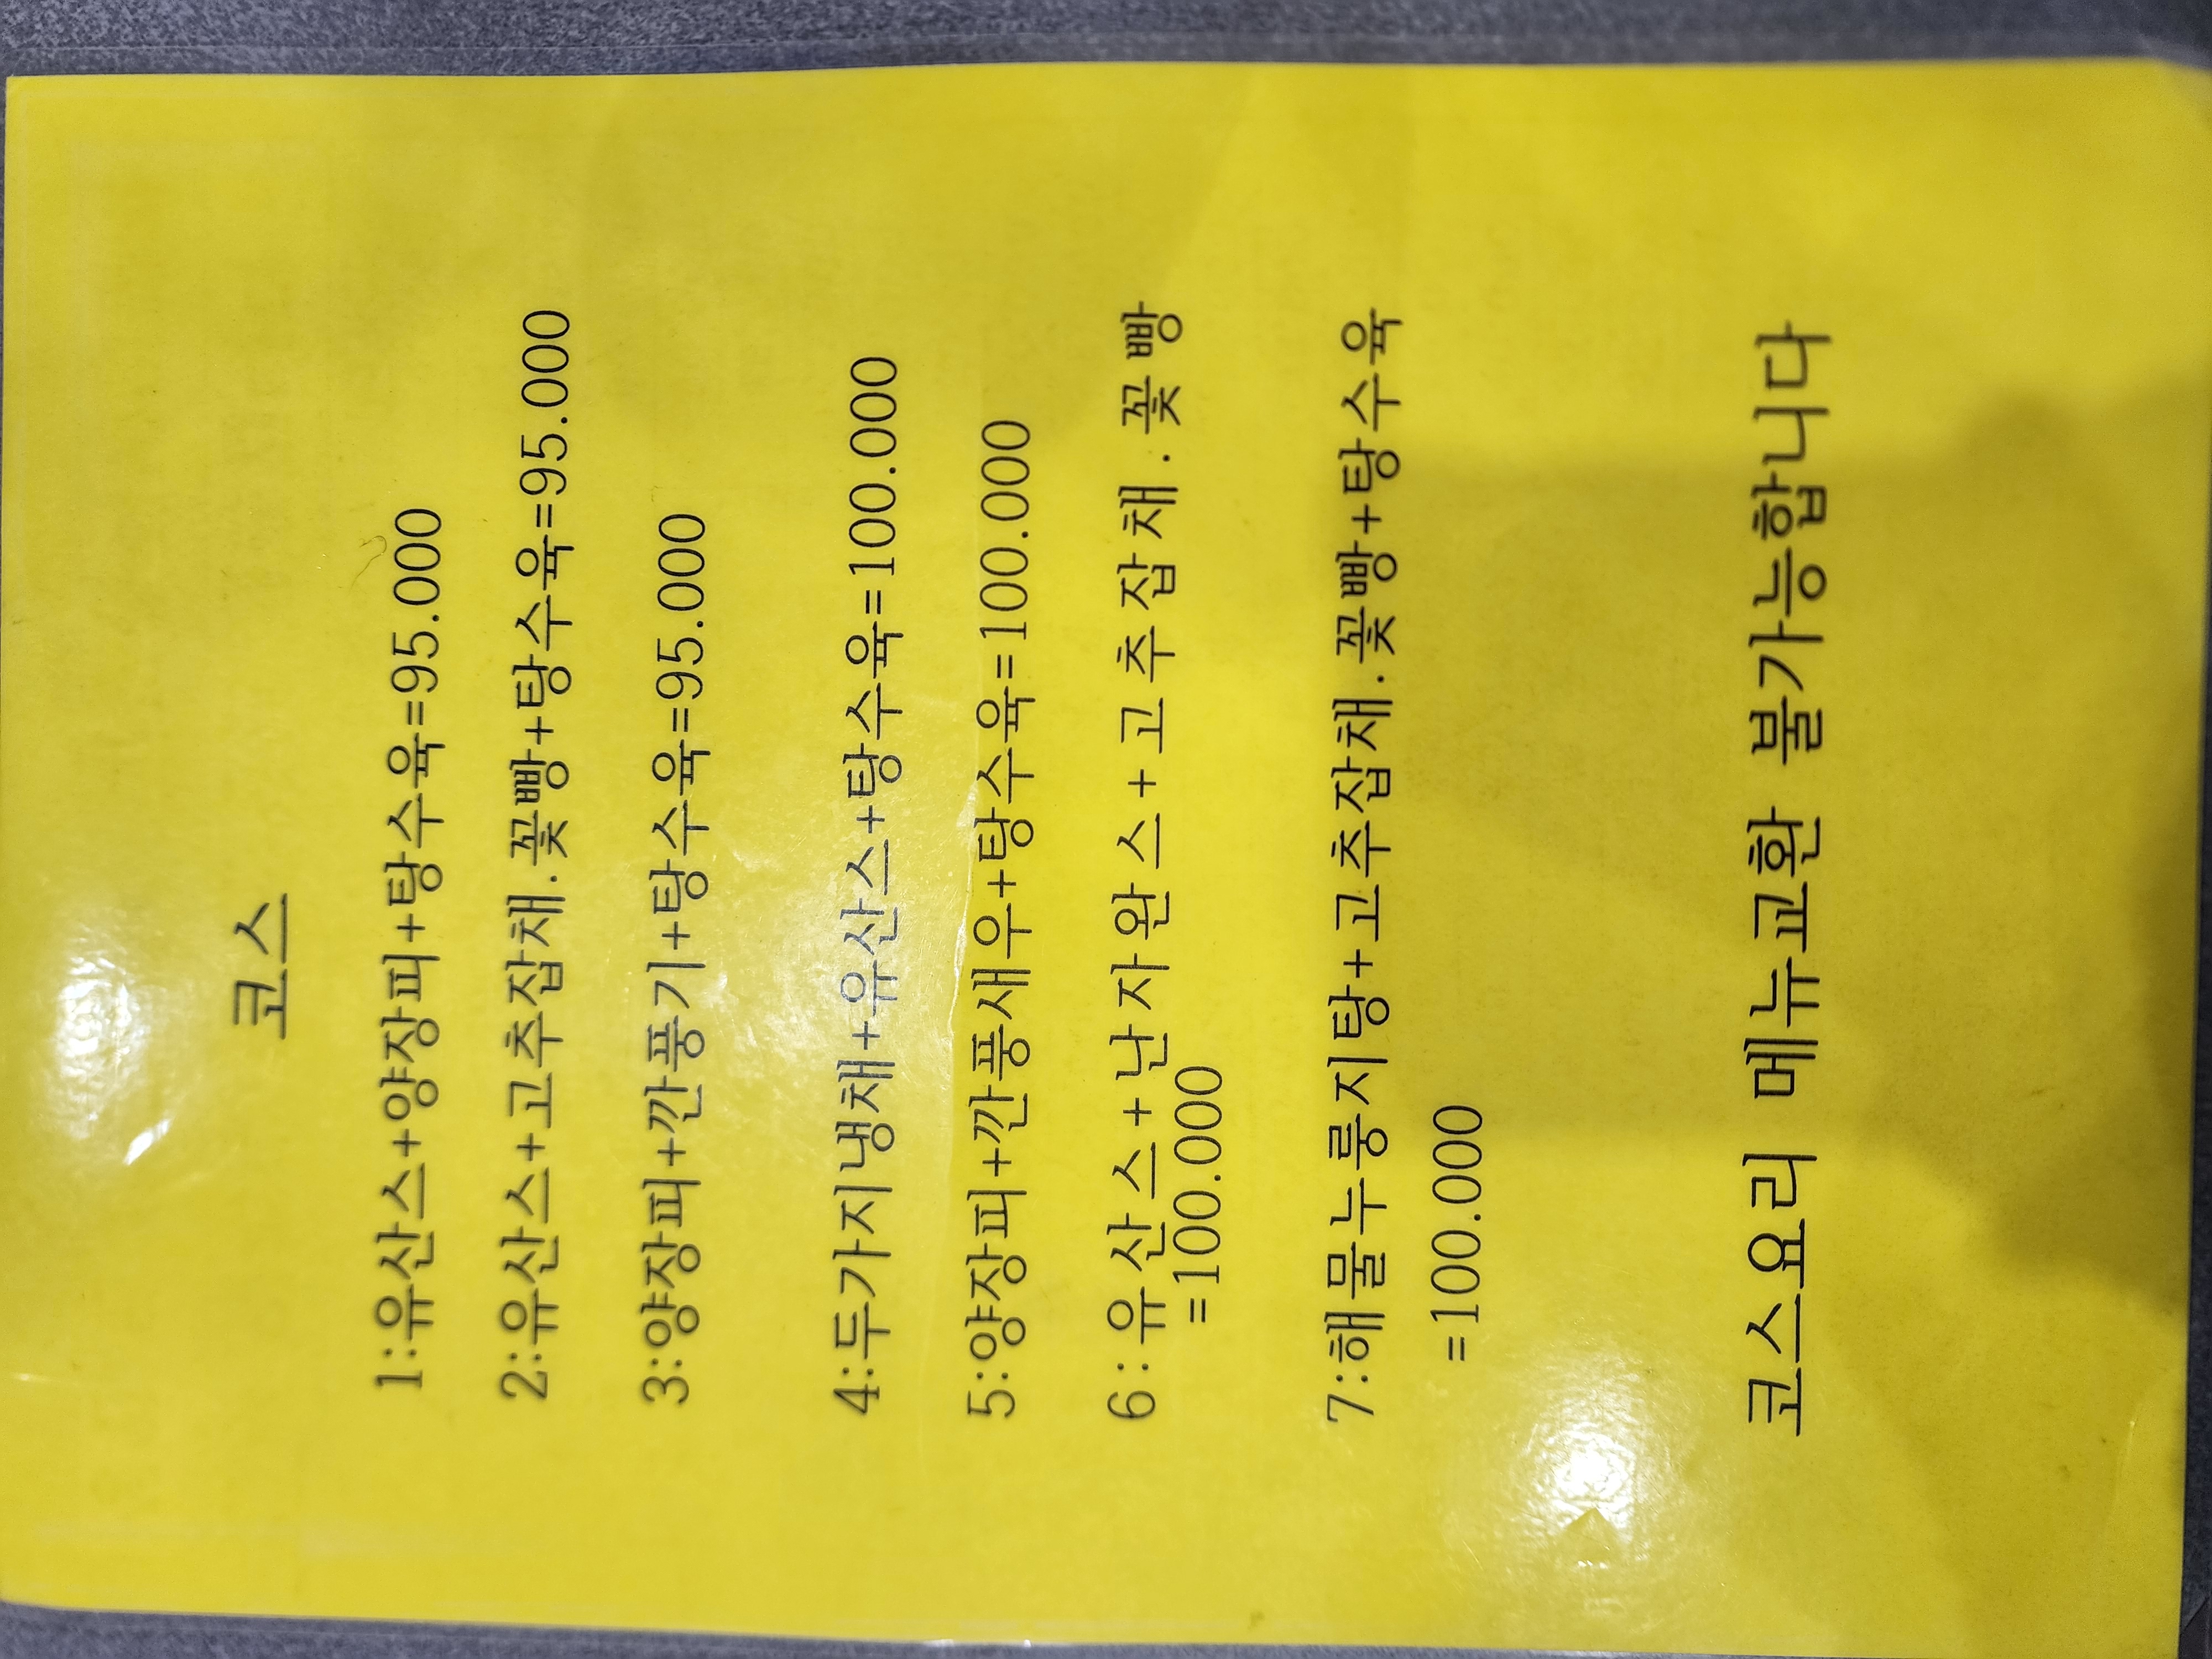 코스
1:유산스+양장피+탕수육=95.000
2:유산스+고추잡채.꽃빵+탕수육=95.000
3:양장피+깐풍기+탕수육=95.000
4:두가지냉채+유산스+탕수육=100.000
5:양장피+깐풍새우+탕수육=100.000
6:유산스+난자완스+고추잡채.꽃빵
=100.000
7:해물누룽지탕+고추잡채.꽃빵+탕수육
=100.000
코스요리 메뉴교환 불가능합니다